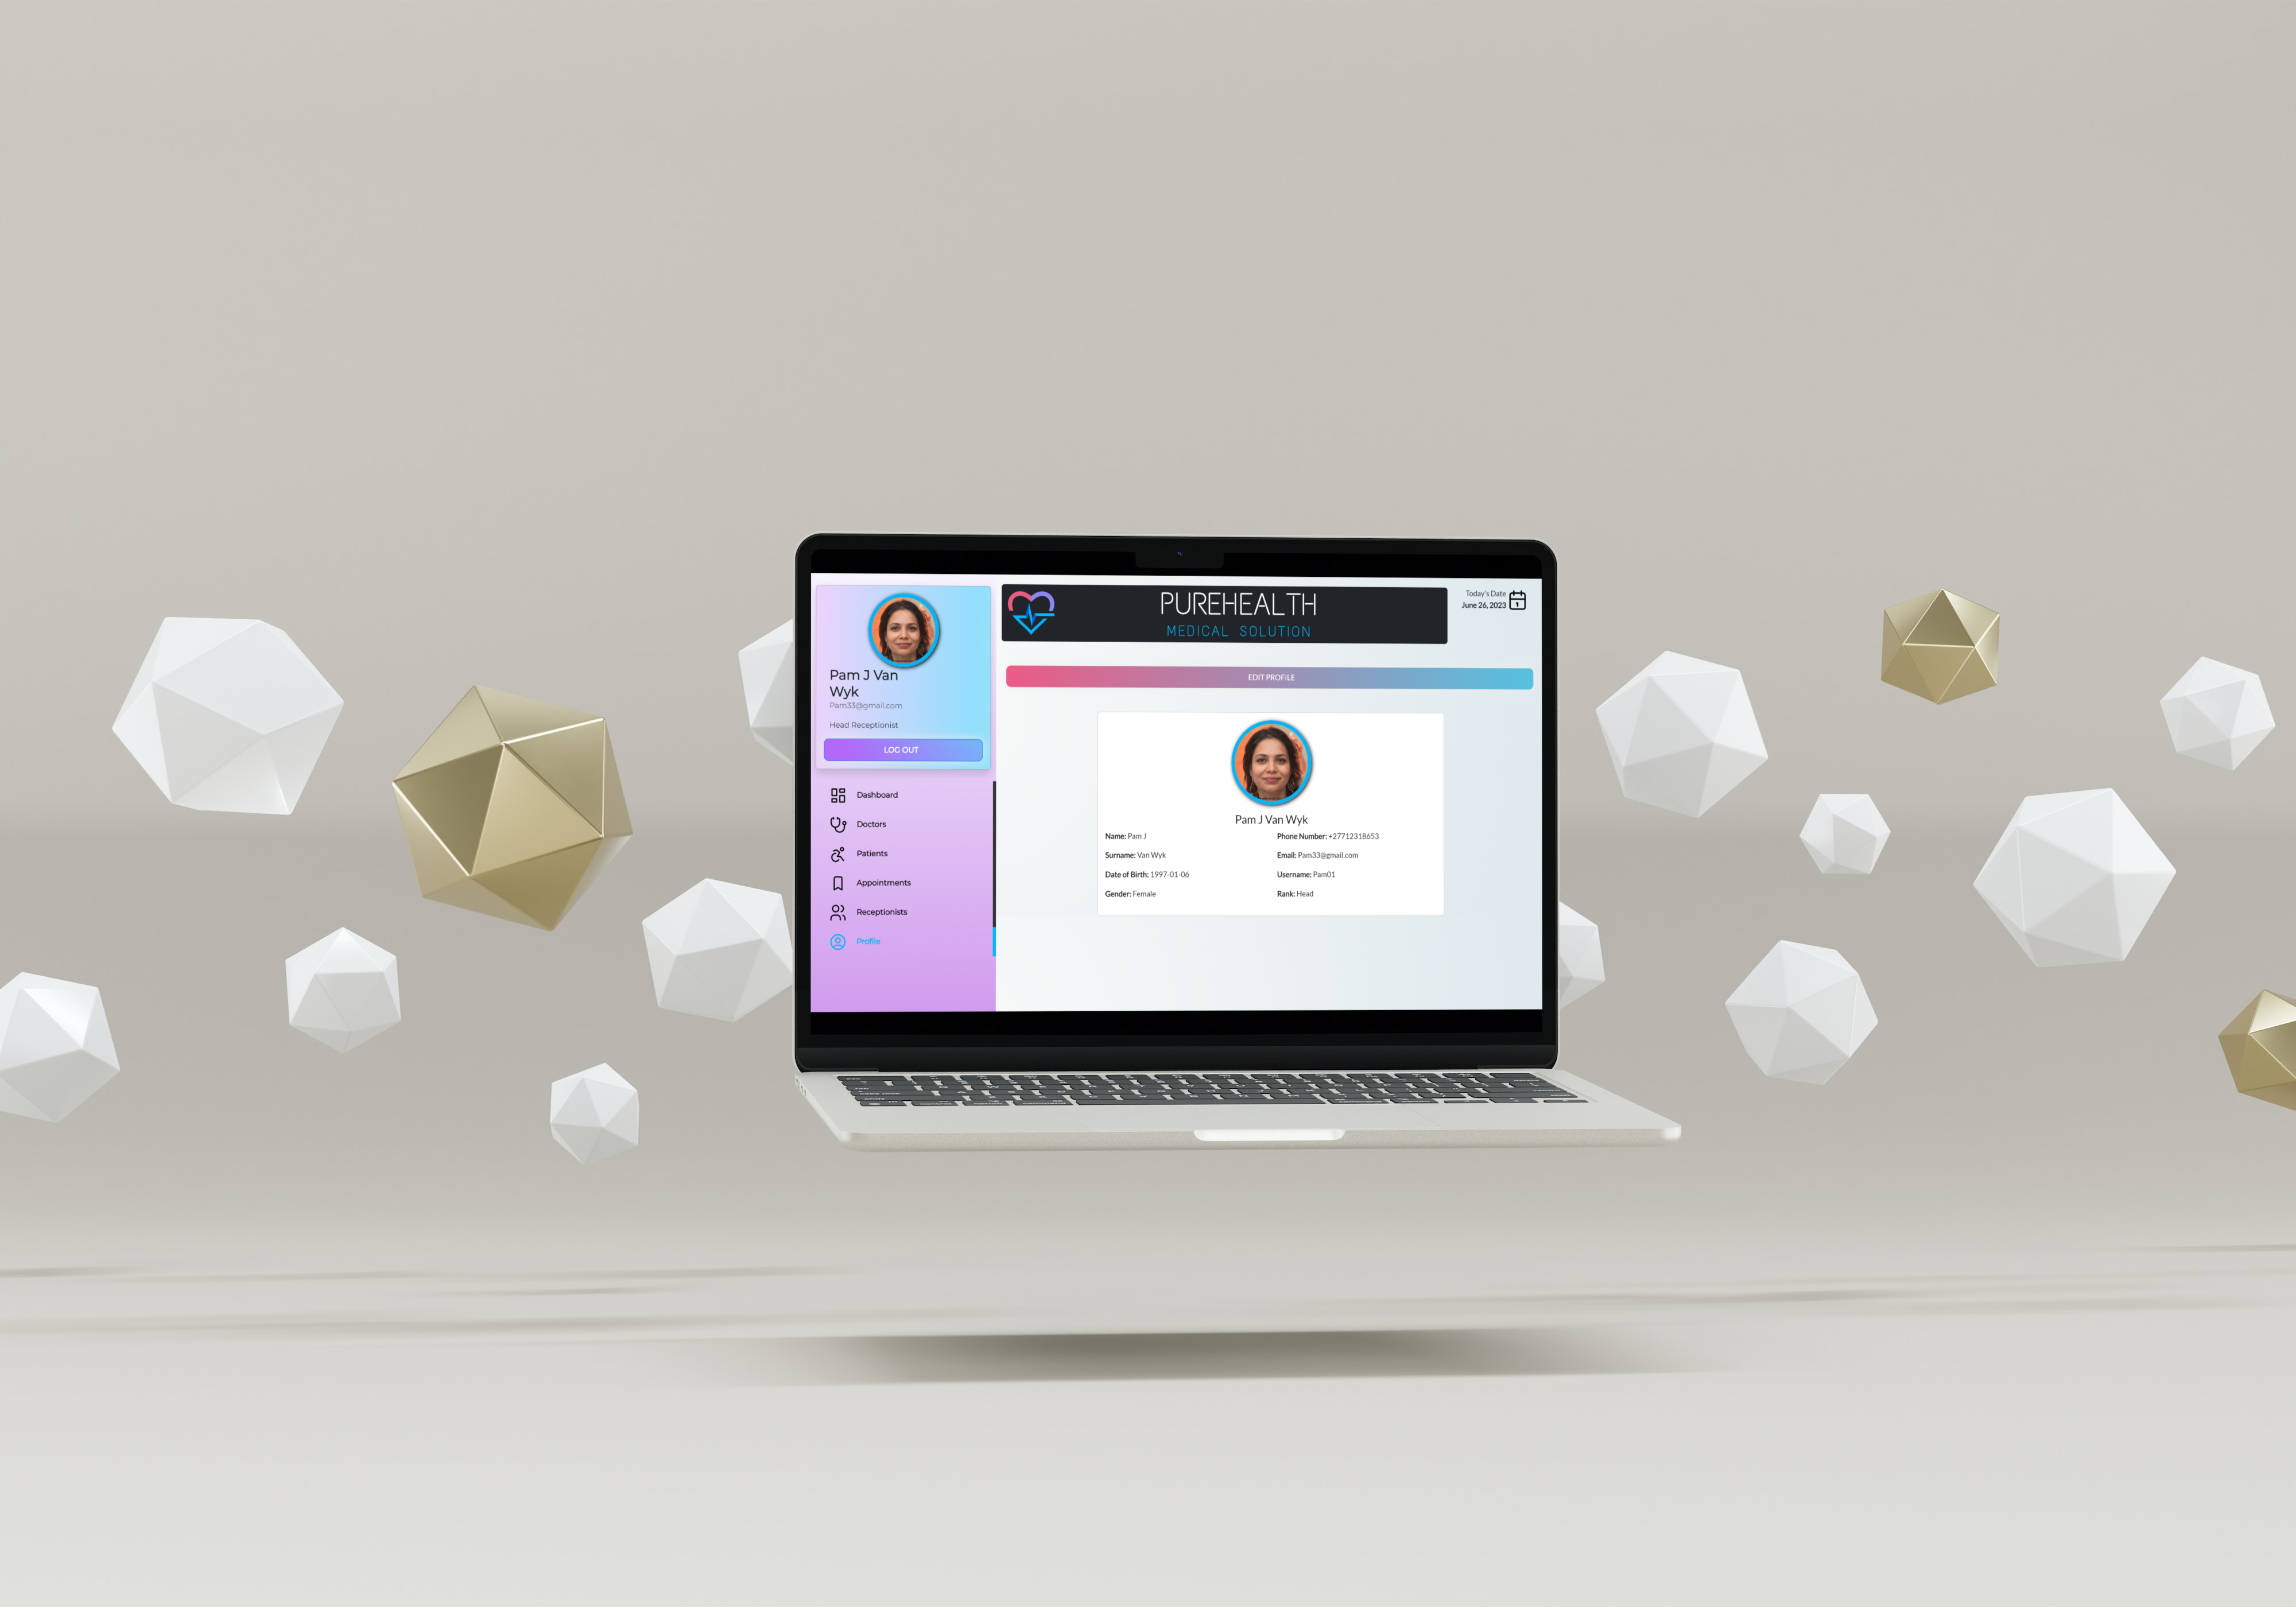 Pam J Van
Wyk
Pam33@gmail.com
Head Receptionist
LOG OUT
Dashboard
Doctors
Patients
Appointments
Receptionists
Profile
PUREHEALTH
MEDICAL SOLUTION
Today's Date
June 26, 2023
1
EDIT PROFILE
Pam J Van Wyk
Name: Pam J
Surname: Van Wyk
Date of Birth: 1997-01-06
Gender: Female
Phone Number: +27712318653
Email: Pam33@gmail.com
Username: Pam01
Rank: Head